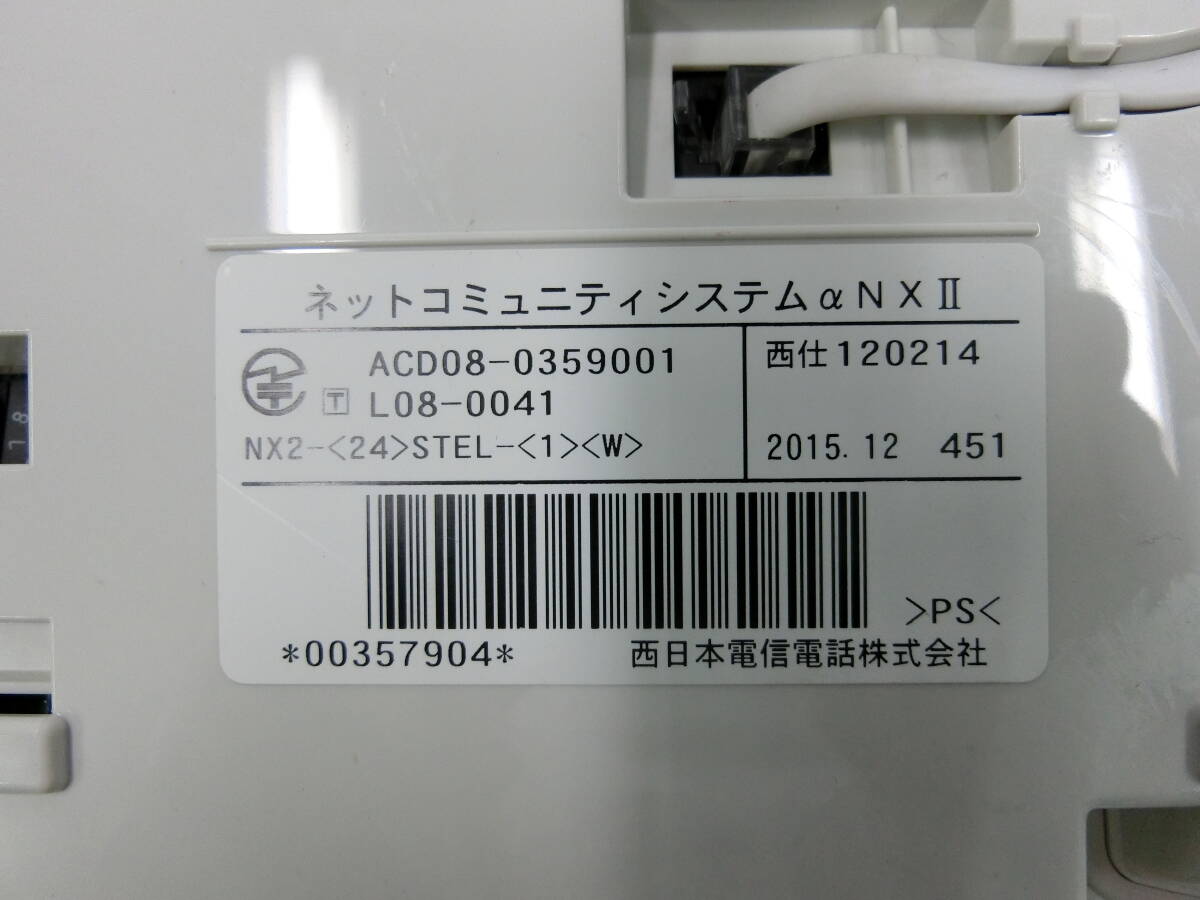 ネットコミュニティシステムαNXⅡ
ACD08-0359001
T L08-0041
NX2-<24>STEL-<1><W>
西仕120214
2015.12 451
>PS<
*00357904*
西日本電信電話株式会社
8
7